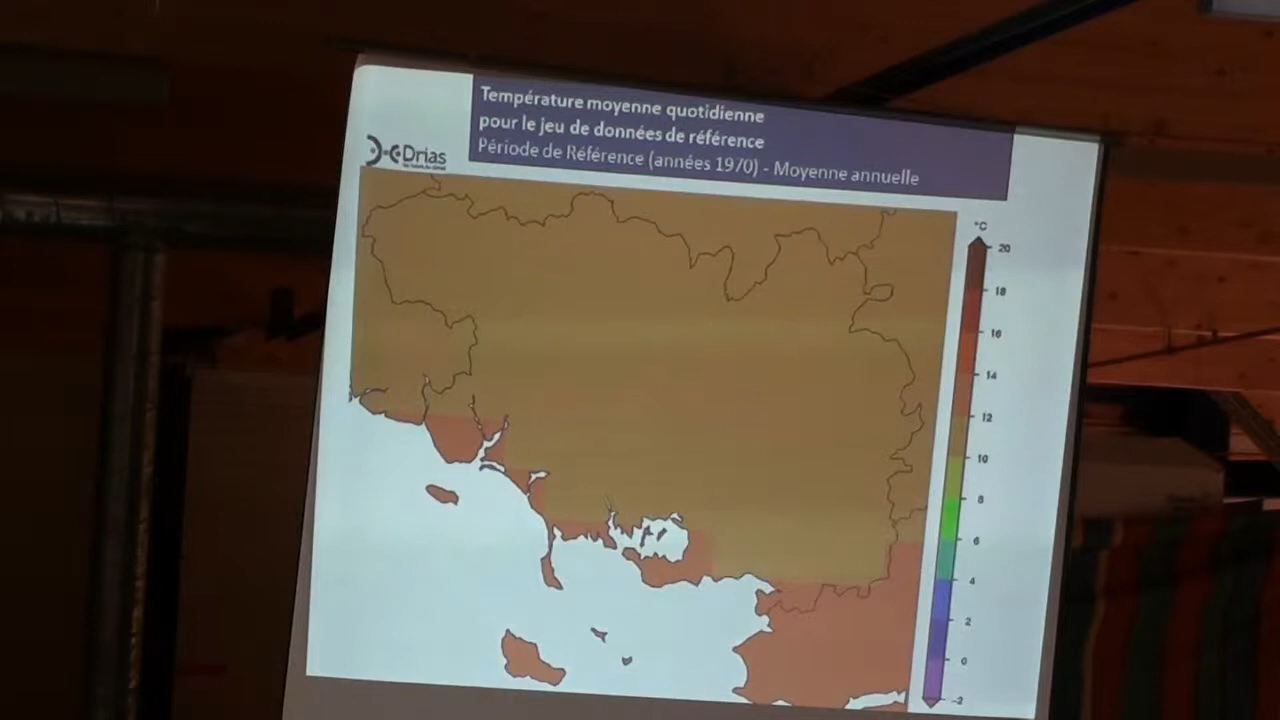 Température moyenne quotidienne
pour le jeu de données de référence
Période de Référence (années 1970) - Moyenne annuelle
Drias
°C
20
18
16
14
12
10
8
6
4
2
0
-2